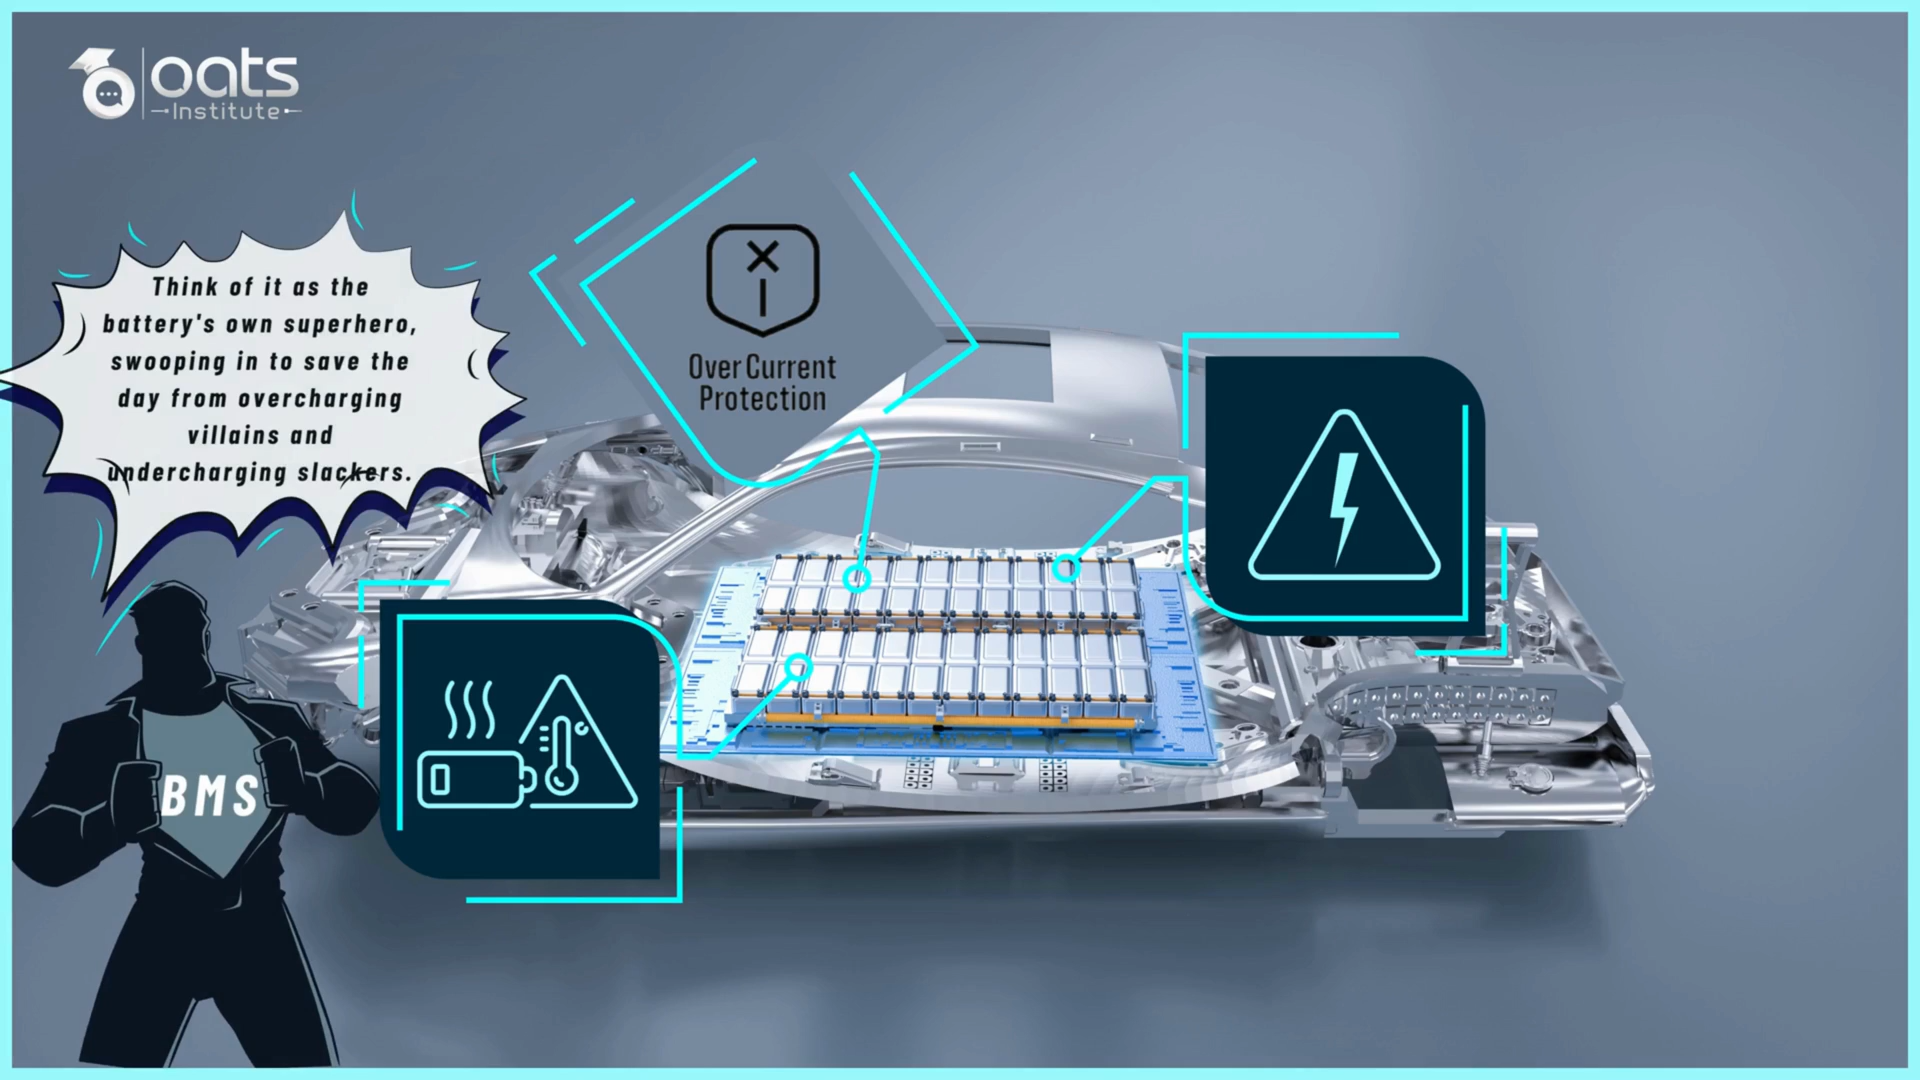 oats
Institute
Think of it as the
battery's own superhero,
swooping in to save the
day from overcharging
villains and
undercharging slackers.
Over Current
Protection
BMS